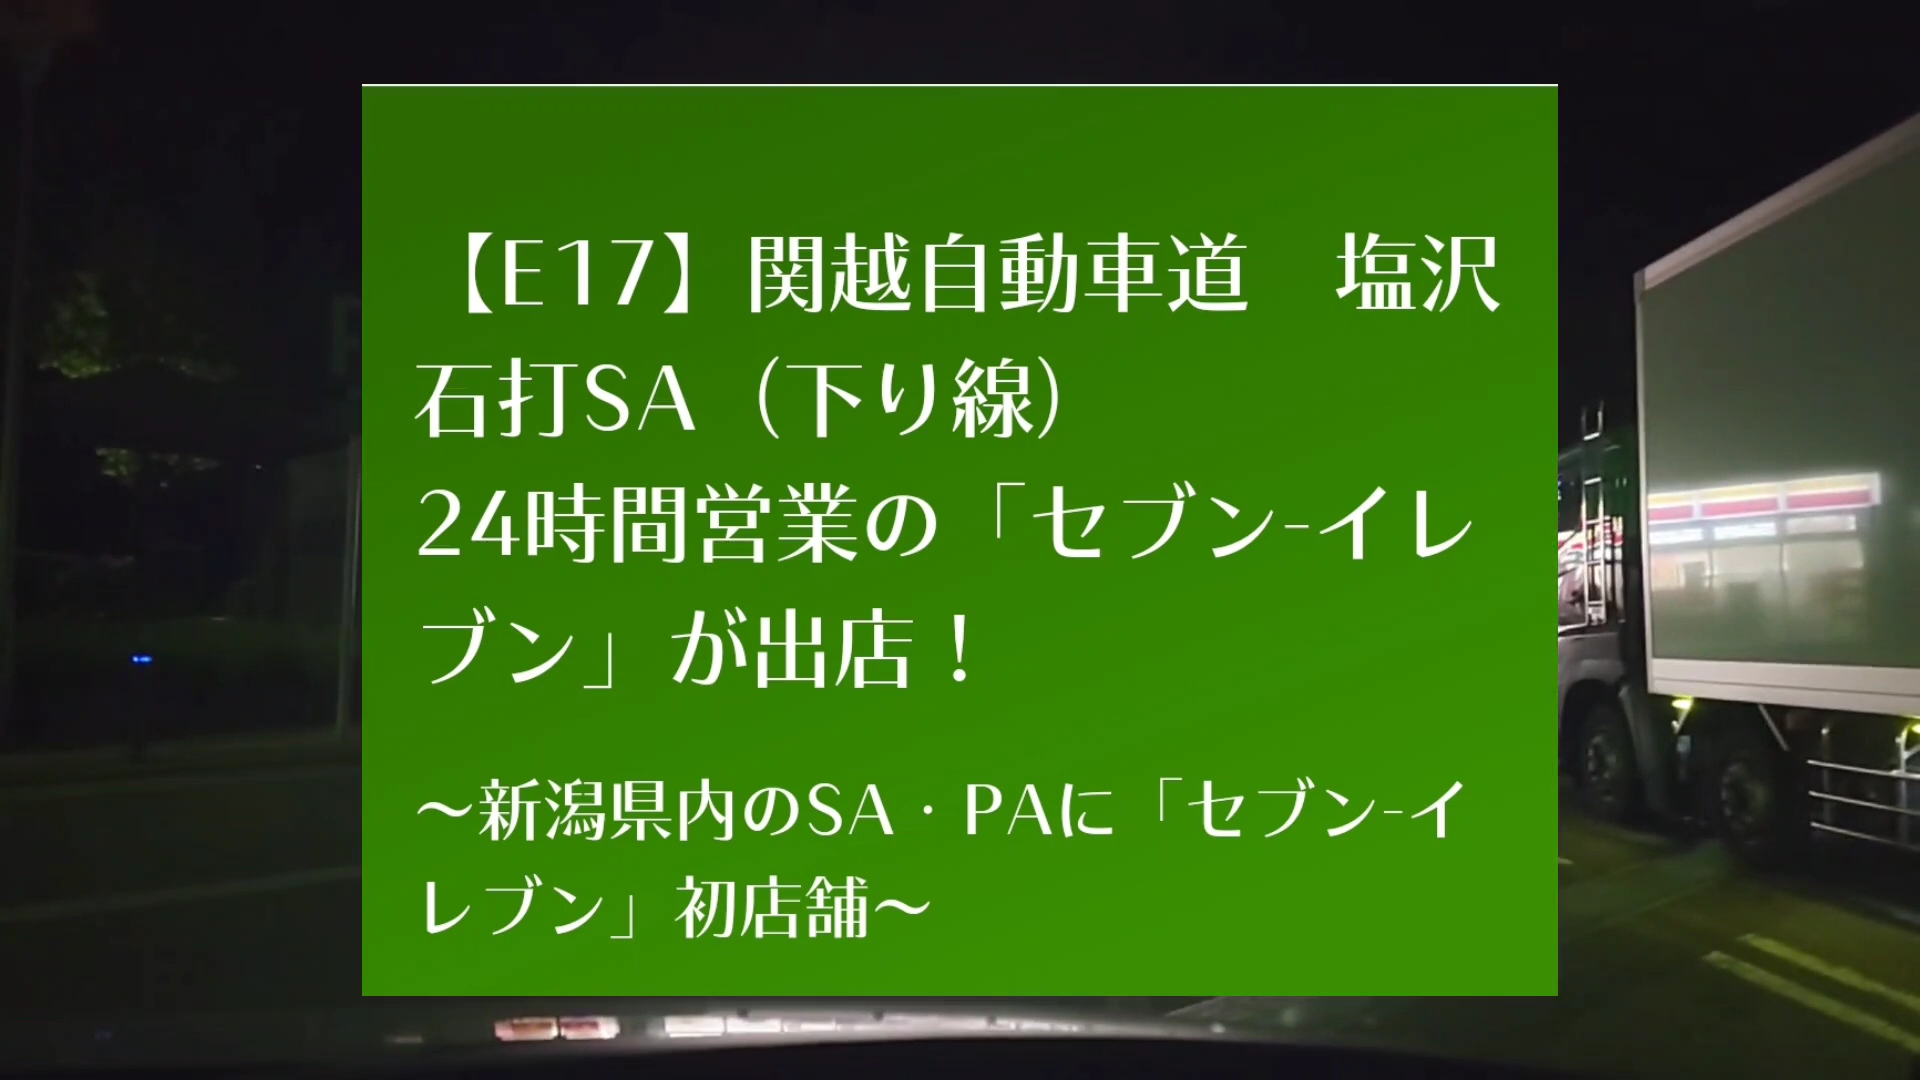 【E17】関越自動車道　塩沢
石打SA（下り線）
24時間営業の「セブン-イレ
ブン」が出店！
～新潟県内のSA・PAに「セブン-イ
レブン」初店舗～